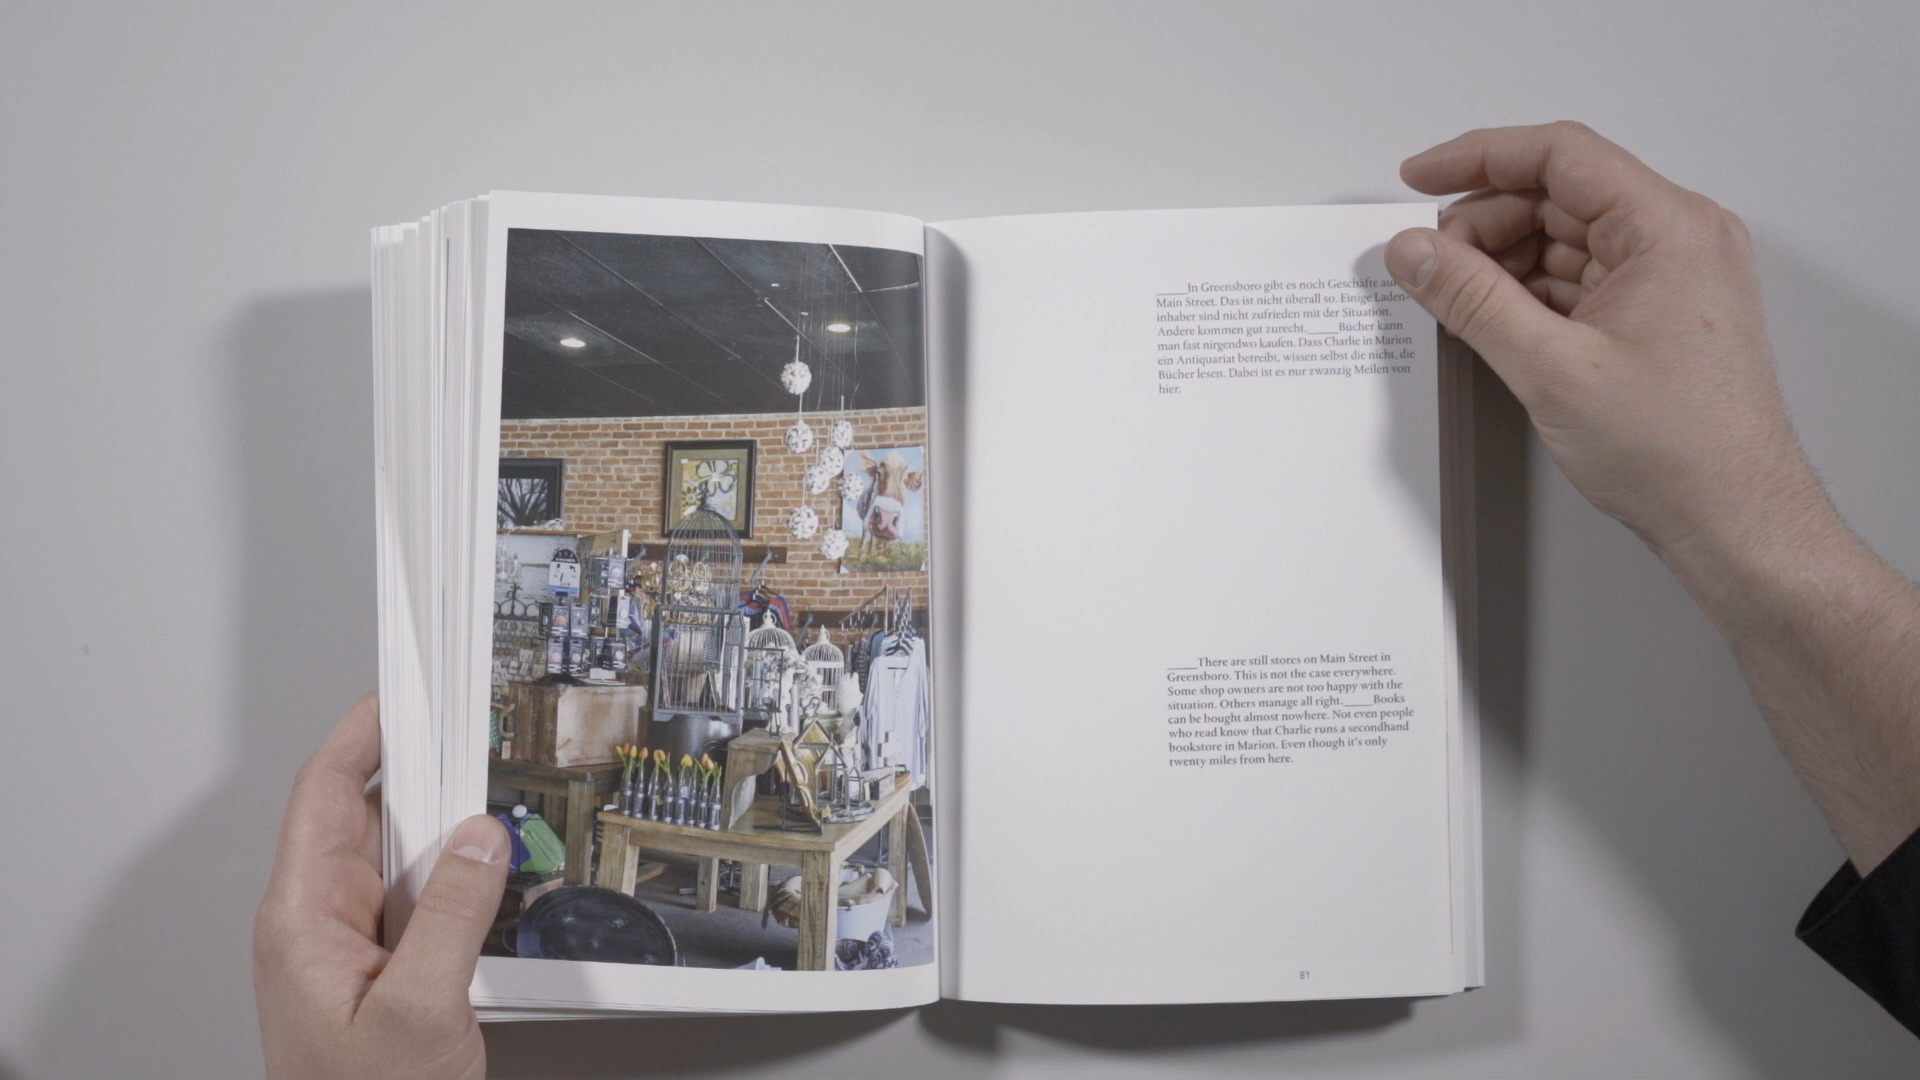 _____In Greensboro gibt es noch Geschäfte auf
Main Street. Das ist nicht überall so. Einige Laden-
inhaber sind nicht zufrieden mit der Situation.
Andere kommen gut zurecht._____Bücher kann
man fast nirgendwo kaufen. Dass Charlie in Marion
ein Antiquariat betreibt, wissen selbst die nicht, die
Bücher lesen. Dabei ist es nur zwanzig Meilen von
hier.
_____There are still stores on Main Street in
Greensboro. This is not the case everywhere.
Some shop owners are not too happy with the
situation. Others manage all right._____Books
can be bought almost nowhere. Not even people
who read know that Charlie runs a secondhand
bookstore in Marion. Even though it's only
twenty miles from here.
81